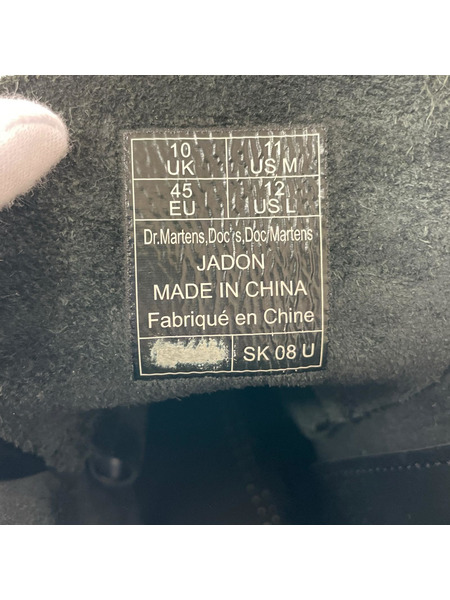 10 11
UK US M
45 12
EU US L
Dr.Martens,Doc's,Doc Martens
JADON
MADE IN CHINA
Fabriqué en Chine
SK 08 U